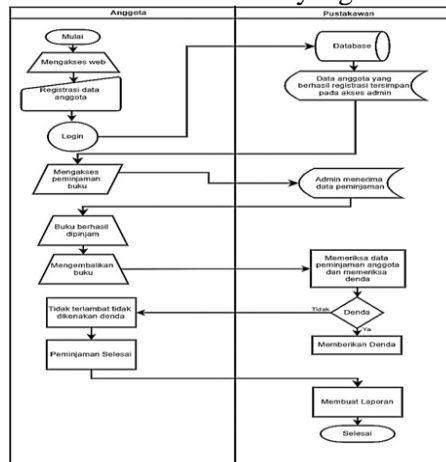 Anggota
Pustakawan
Mulai
Mengakses web
Registrasi data
anggota
Login
Database
Data anggota yang
berhasil registrasi tersimpan
pada akses admin
Mengakses
peminjaman
buku
Admin menerima
data peminjaman
Buku berhasil
dipinjam
Mengembalikan
buku
Memeriksa data
peminjaman anggota
dan memeriksa
denda
Tidak terlambat tidak
dikenakan denda
Tidak
Denda
Ya
Peminjaman Selesai
Memberikan Denda
Membuat Laporan
Selesai